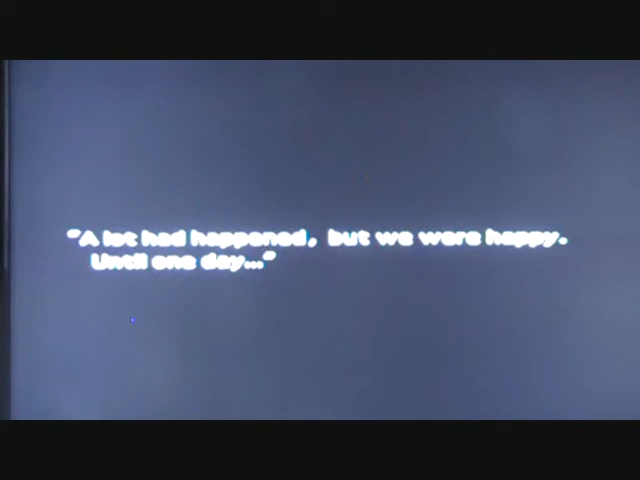 “A lot had happened, but we were happy.
Until one day...”